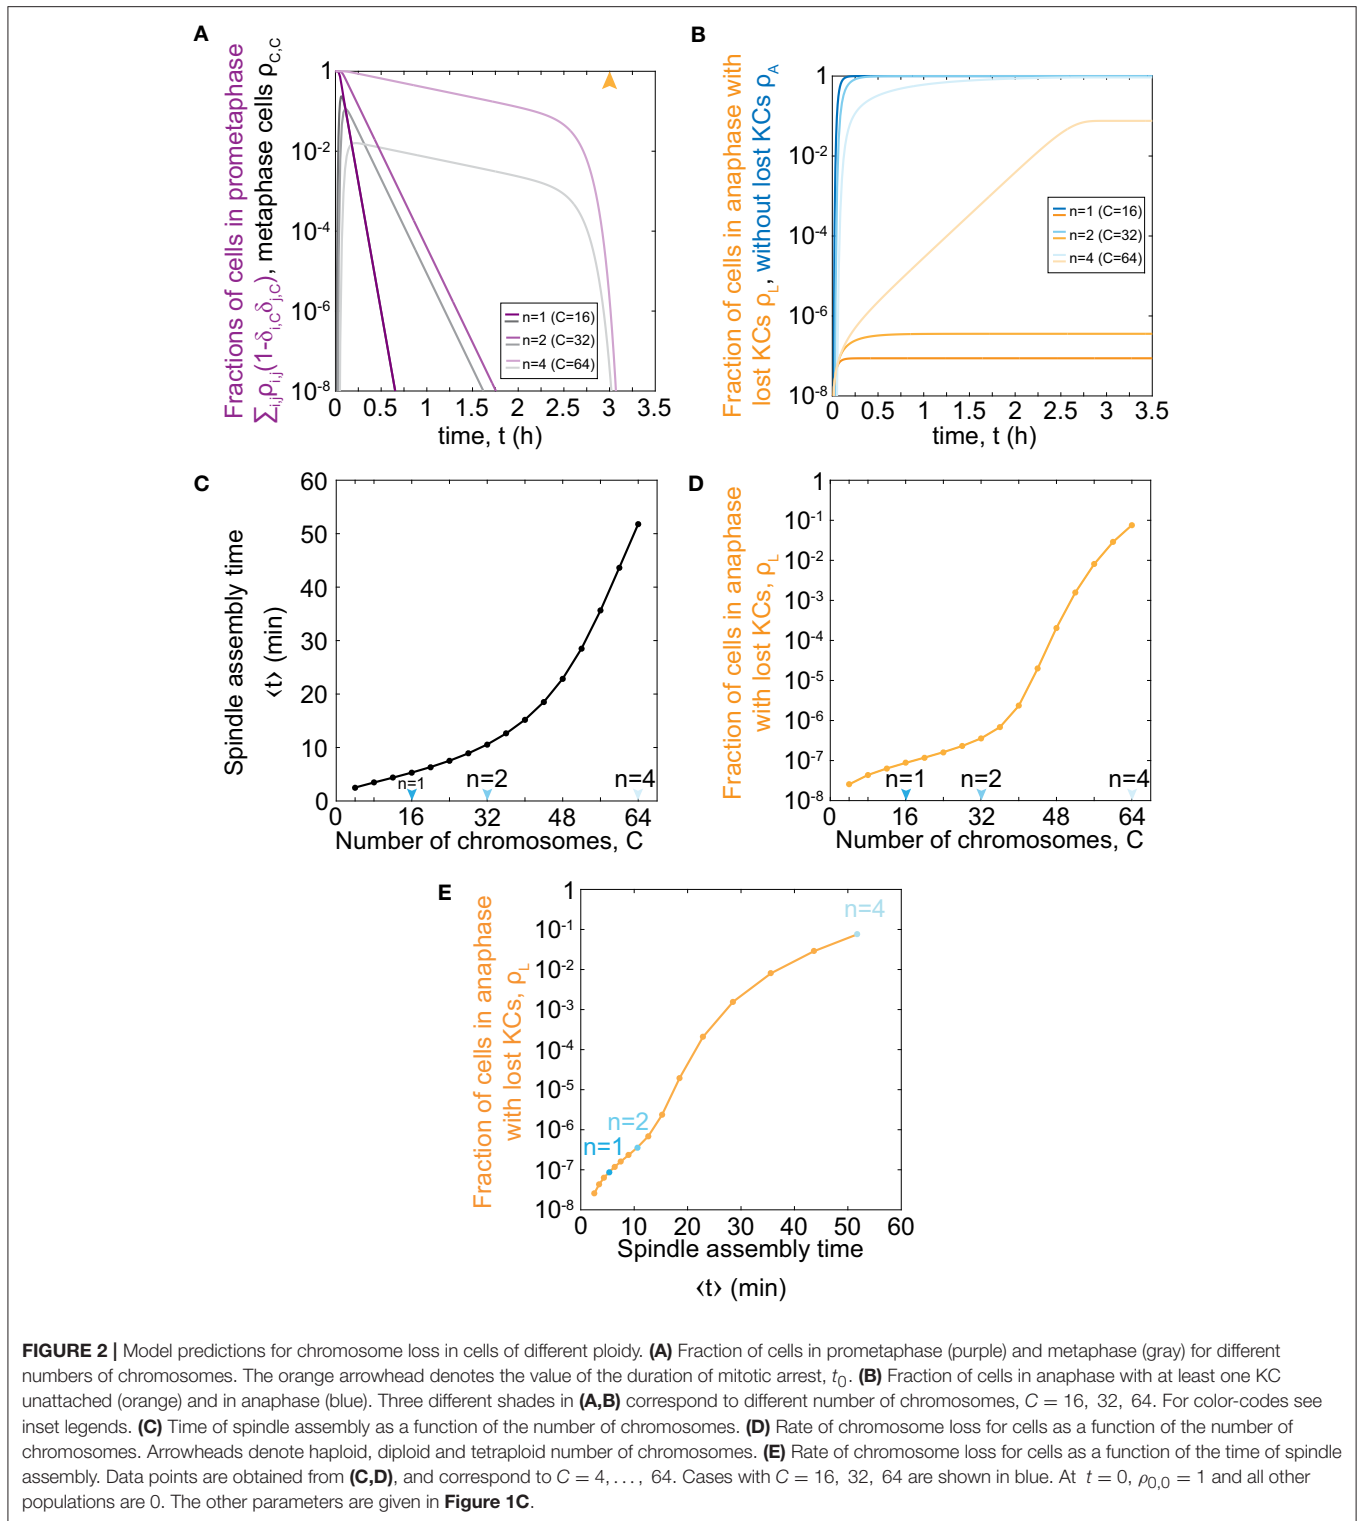 A
Fractions of cells in prometaphase
∑i,jρi,j(1-δi,Cδj,C), metaphase cells ρC,C
1
10-2
10-4
10-6
10-8
n=1 (C=16)
n=2 (C=32)
n=4 (C=64)
0 0.5 1 1.5 2 2.5 3 3.5
time, t (h)
B
Fraction of cells in anaphase with
lost KCs ρL, without lost KCs ρA
1
10-2
10-4
10-6
10-8
n=1 (C=16)
n=2 (C=32)
n=4 (C=64)
0 0.5 1 1.5 2 2.5 3 3.5
time, t (h)
C
Spindle assembly time
⟨t⟩ (min)
60
50
40
30
20
10
0
n=1 n=2 n=4
0 16 32 48 64
Number of chromosomes, C
D
Fraction of cells in anaphase
with lost KCs, ρL
1
10-1
10-2
10-3
10-4
10-5
10-6
10-7
10-8
n=1 n=2 n=4
0 16 32 48 64
Number of chromosomes, C
E
Fraction of cells in anaphase
with lost KCs, ρL
1
10-1
10-2
10-3
10-4
10-5
10-6
10-7
10-8
n=4
n=2
n=1
0 10 20 30 40 50 60
Spindle assembly time
⟨t⟩ (min)
FIGURE 2 | Model predictions for chromosome loss in cells of different ploidy. (A) Fraction of cells in prometaphase (purple) and metaphase (gray) for different
numbers of chromosomes. The orange arrowhead denotes the value of the duration of mitotic arrest, t0. (B) Fraction of cells in anaphase with at least one KC
unattached (orange) and in anaphase (blue). Three different shades in (A,B) correspond to different number of chromosomes, C = 16, 32, 64. For color-codes see
inset legends. (C) Time of spindle assembly as a function of the number of chromosomes. (D) Rate of chromosome loss for cells as a function of the number of
chromosomes. Arrowheads denote haploid, diploid and tetraploid number of chromosomes. (E) Rate of chromosome loss for cells as a function of the time of spindle
assembly. Data points are obtained from (C,D), and correspond to C = 4, . . . , 64. Cases with C = 16, 32, 64 are shown in blue. At t = 0, ρ0,0 = 1 and all other
populations are 0. The other parameters are given in Figure 1C.